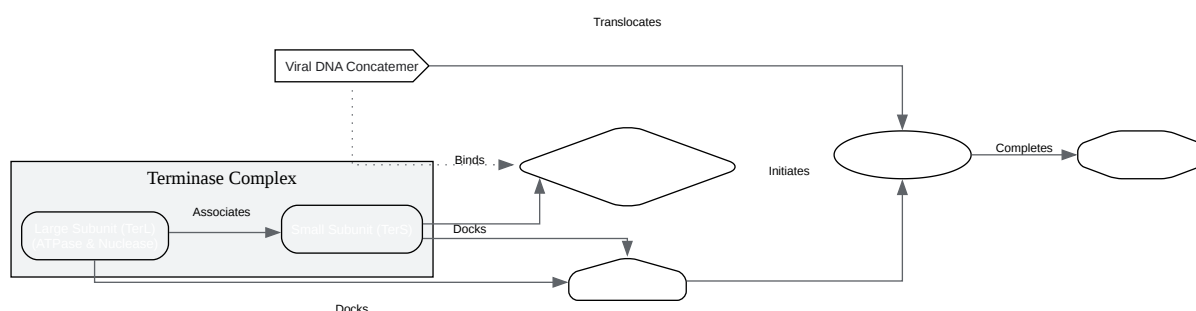 Translocates
Viral DNA Concatemer
Binds
Initiates
Completes
Terminase Complex
Associates
Large Subunit (TerL)
(ATPase & Nuclease)
Small Subunit (TerS)
Docks
Docks